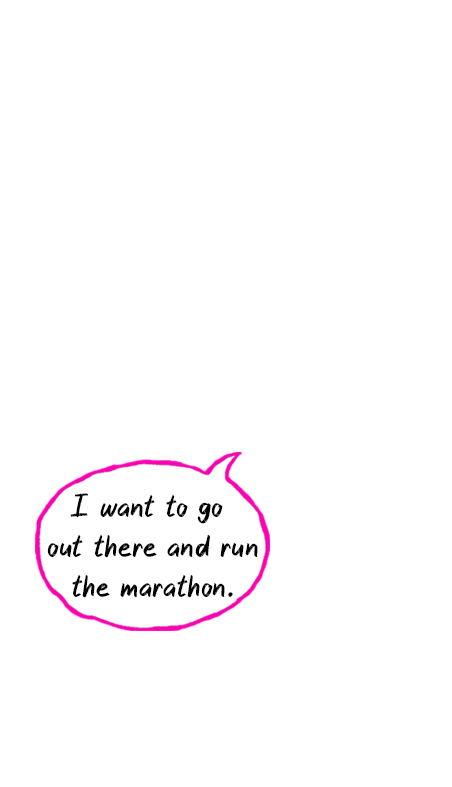 I want to go
out there and run
the marathon.